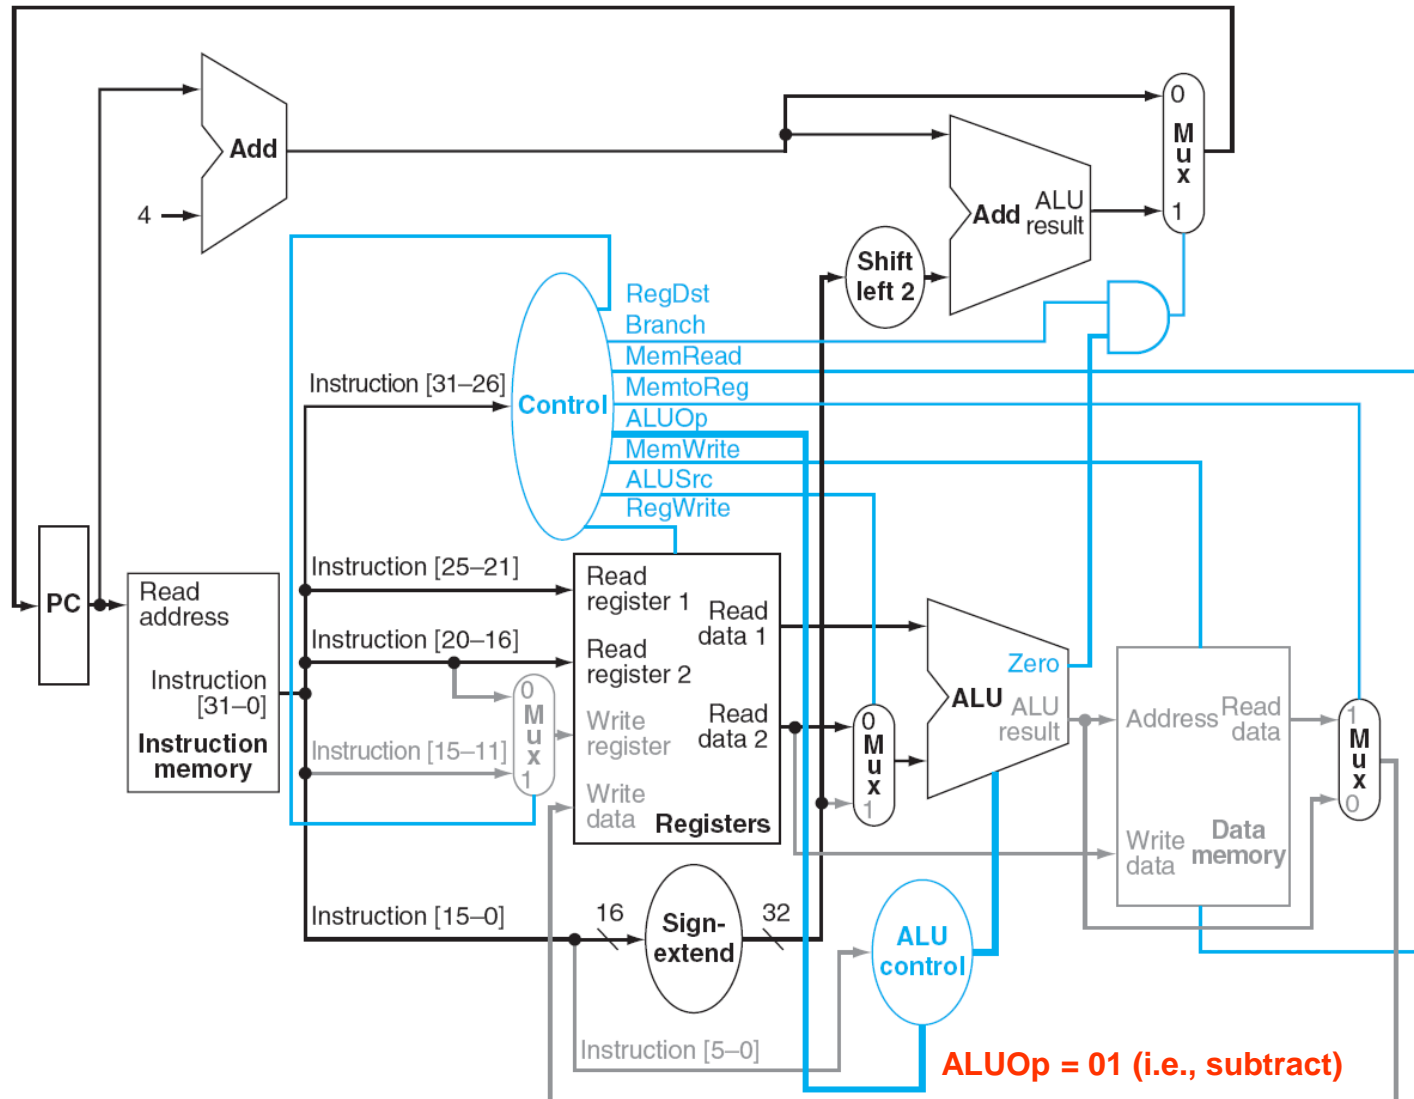 0
M
u
x
1
Add
4
Add
ALU
result
Shift
left 2
RegDst
Branch
MemRead
MemtoReg
ALUOp
MemWrite
ALUSrc
RegWrite
Control
Instruction [31–26]
Instruction [25–21]
Instruction [20–16]
Instruction [15–11]
Instruction [15–0]
Instruction [5–0]
PC
Read
address
Instruction
[31–0]
Instruction
memory
0
M
u
x
1
Read
register 1
Read
register 2
Write
register
Write
data
Read
data 1
Read
data 2
Registers
0
M
u
x
1
Zero
ALU
ALU
result
Address
Read
data
Write
data
Data
memory
1
M
u
x
0
16
Sign-
extend
32
ALU
control
ALUOp = 01 (i.e., subtract)